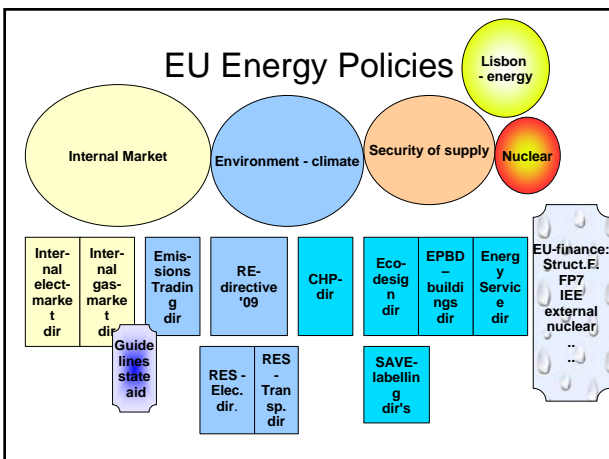 EU Energy Policies
Lisbon
- energy
Internal Market
Environment - climate
Security of supply
Nuclear
Inter-
nal
elect-
marke
t
dir
Inter-
nal
gas-
marke
t
dir
Emis-
sions
Tradin
g
dir
RE-
directive
'09
CHP-
dir
Eco-
desig
n
dir
EPBD
–
buildi
ngs
dir
Energ
y
Servic
e
dir
EU-finance:
Struct.F.
FP7
IEE
external
nuclear
..
..
Guide
lines
state
aid
RES -
Elec.
dir.
RES
-
Tran
sp.
dir
SAVE-
labellin
g
dir's